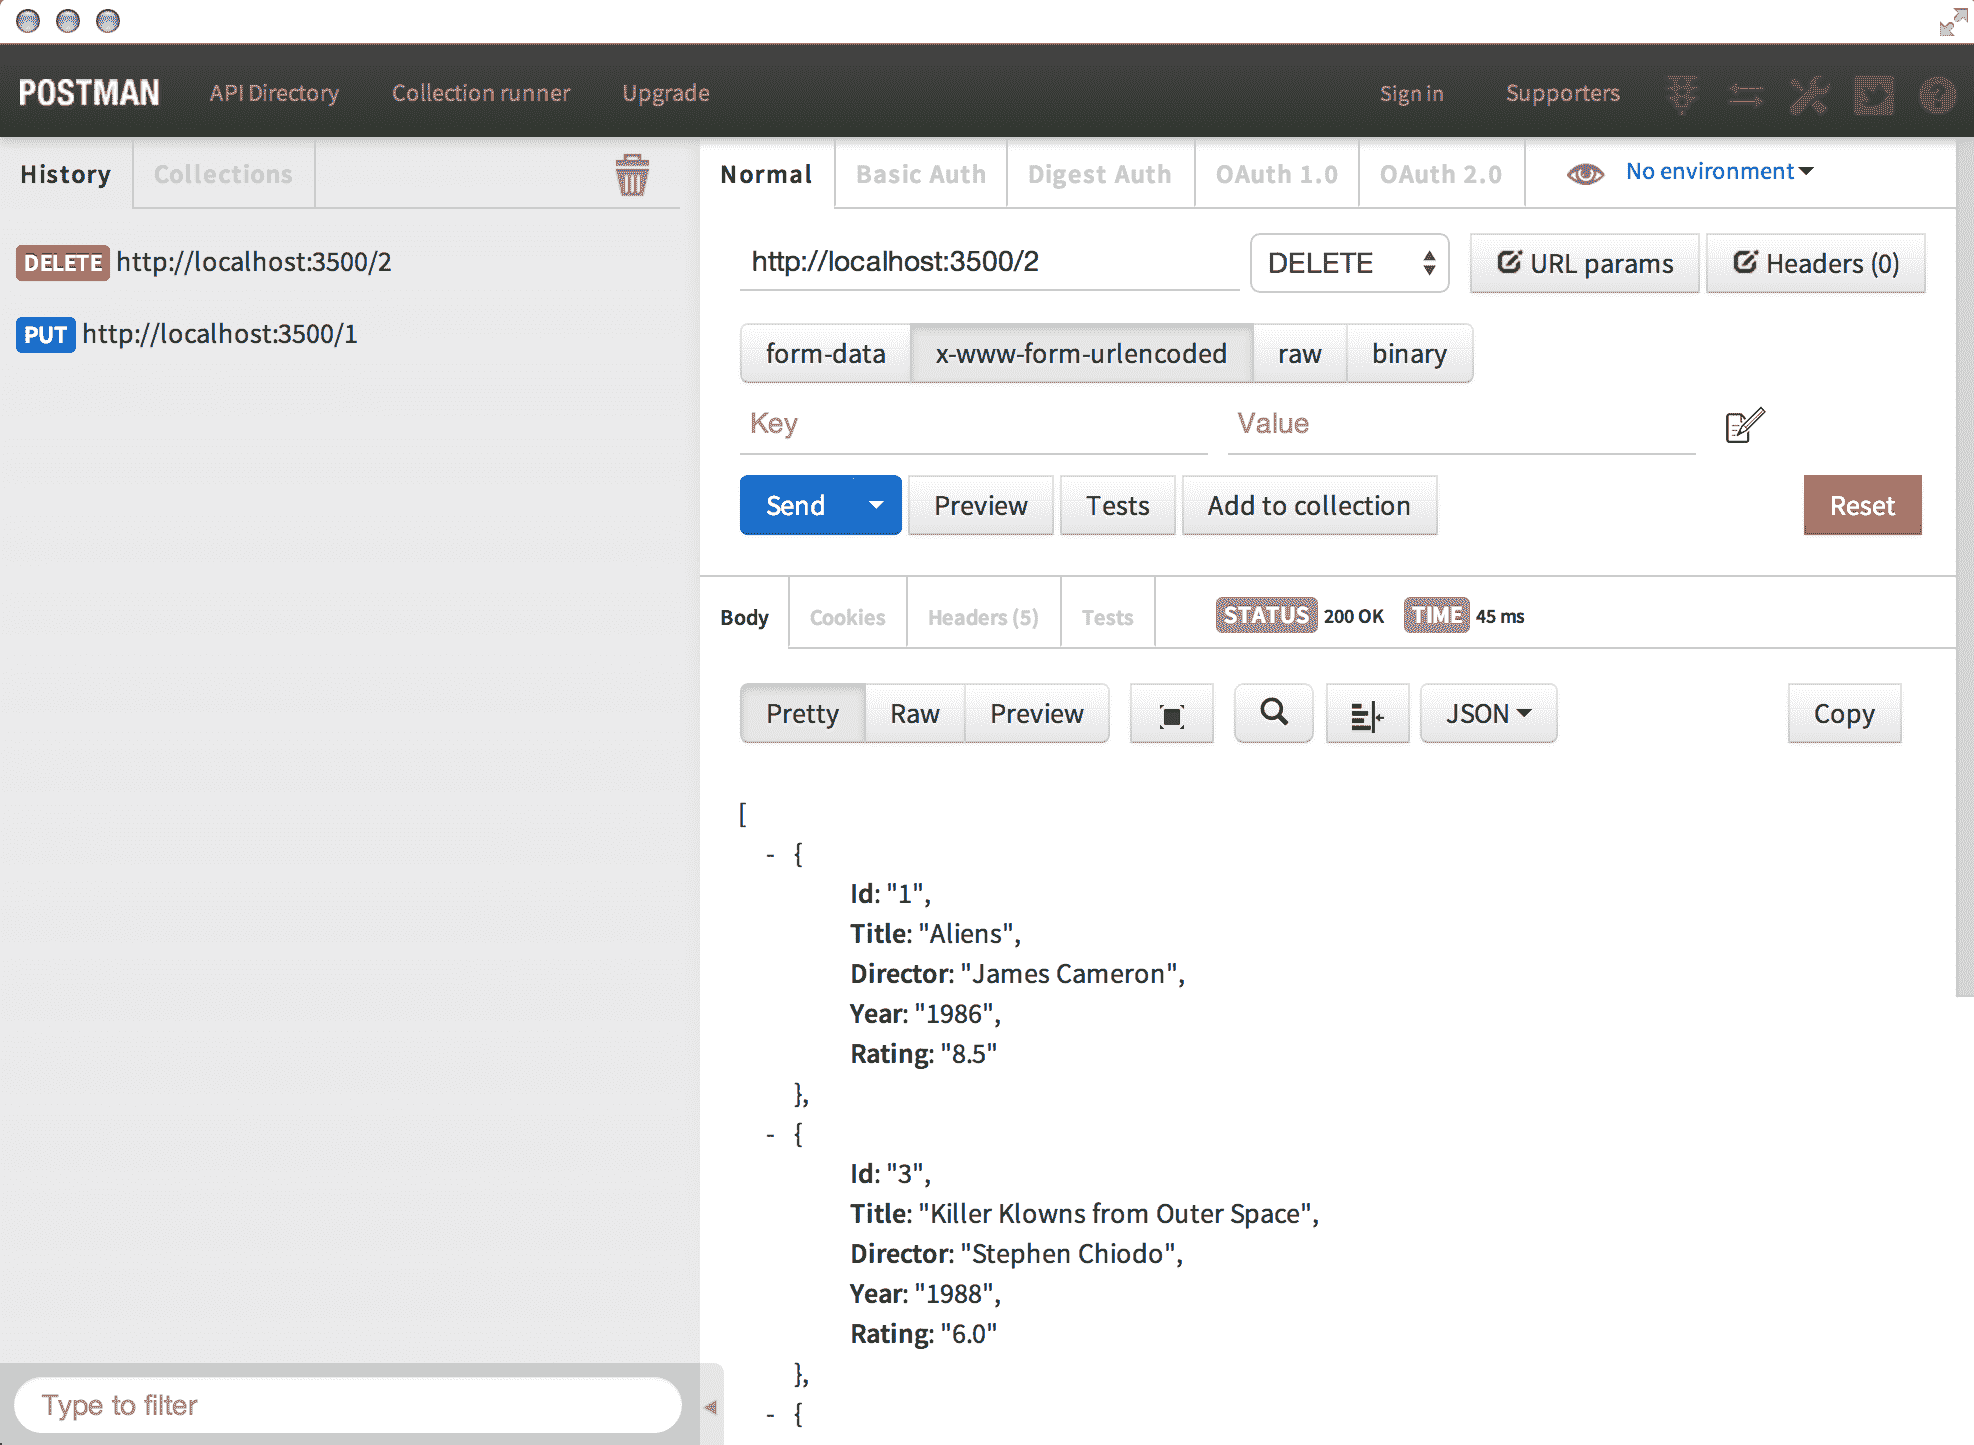 POSTMAN API Directory Collection runner Upgrade Sign in Supporters
History Collections
DELETE http://localhost:3500/2
PUT http://localhost:3500/1
Type to filter
Normal Basic Auth Digest Auth OAuth 1.0 OAuth 2.0 No environment
http://localhost:3500/2 DELETE URL params Headers (0)
form-data x-www-form-urlencoded raw binary
Key Value
Send Preview Tests Add to collection Reset
Body Cookies Headers (5) Tests STATUS 200 OK TIME 45 ms
Pretty Raw Preview JSON Copy
[
- {
Id: "1",
Title: "Aliens",
Director: "James Cameron",
Year: "1986",
Rating: "8.5"
},
- {
Id: "3",
Title: "Killer Klowns from Outer Space",
Director: "Stephen Chiodo",
Year: "1988",
Rating: "6.0"
},
- {